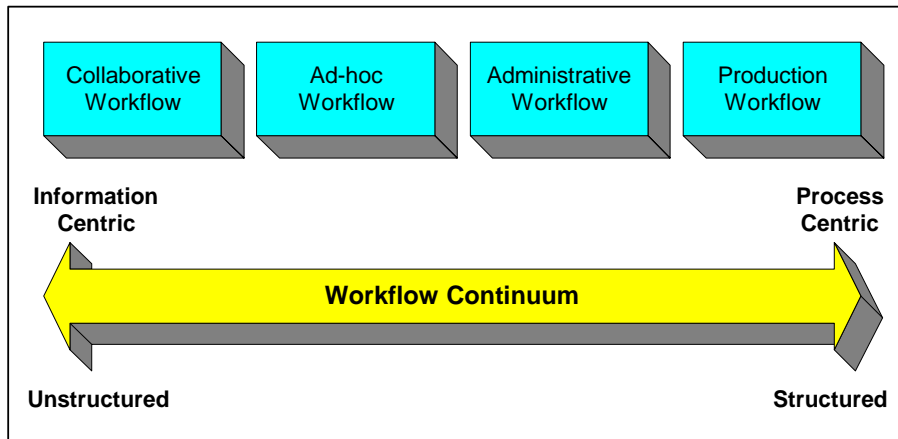 Collaborative
Workflow
Ad-hoc
Workflow
Administrative
Workflow
Production
Workflow
Information
Centric
Process
Centric
Workflow Continuum
Unstructured
Structured